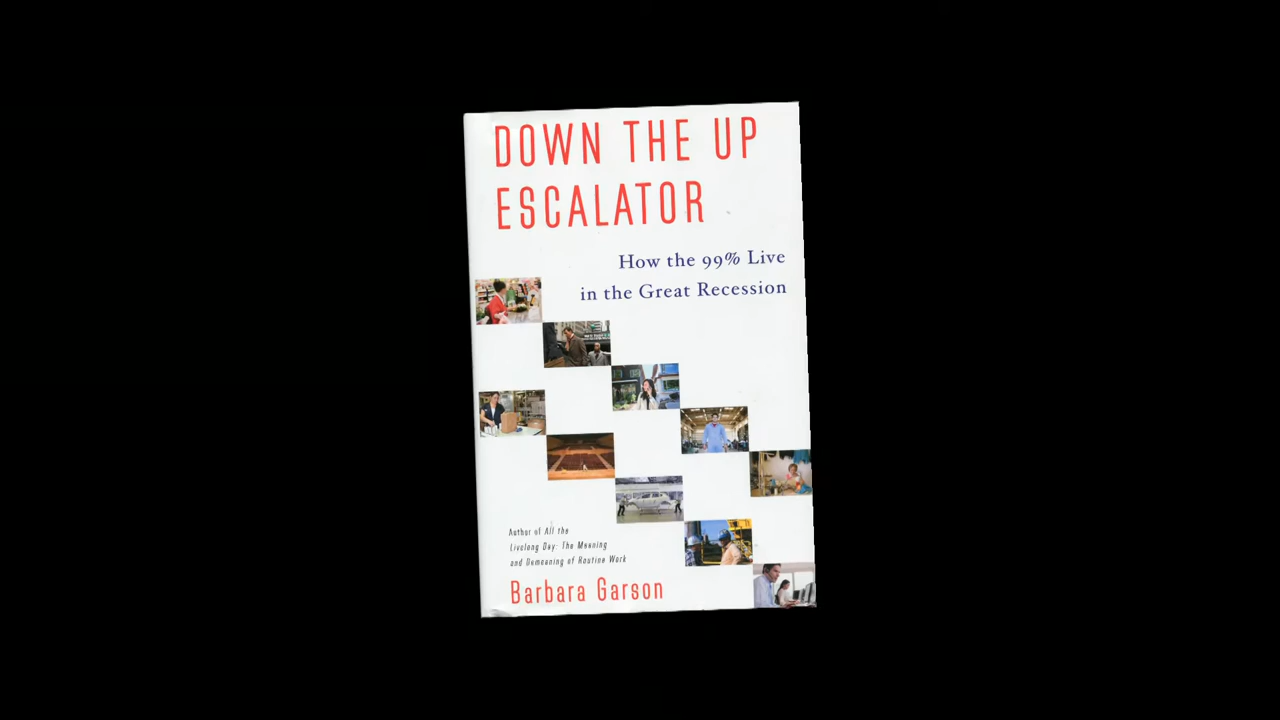 DOWN THE UP
ESCALATOR
How the 99% Live
in the Great Recession
Author of All the
Livelong Day: The Meaning
and Demeaning of Routine Work
Barbara Garson